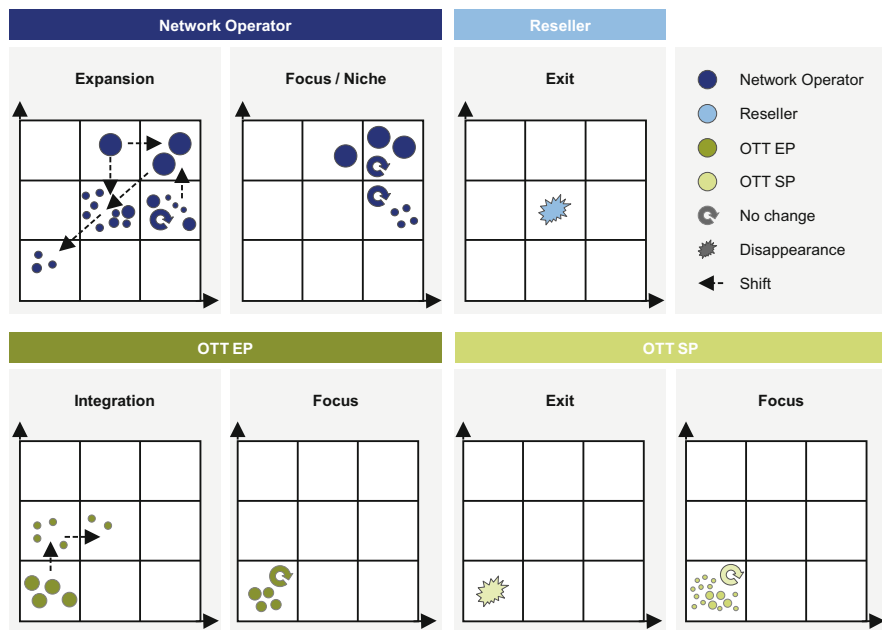 Network Operator
Reseller
Expansion
Focus / Niche
Exit
Network Operator
Reseller
OTT EP
OTT SP
No change
Disappearance
Shift
OTT EP
OTT SP
Integration
Focus
Exit
Focus